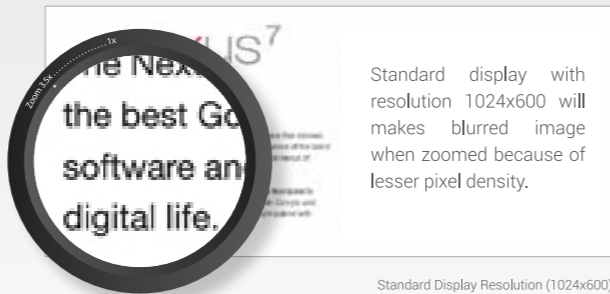 Zoom 3.5x..................1x
US7
The Nex
the best Go
software an
digital life.
Standard display with
resolution 1024x600 will
makes blurred image
when zoomed because of
lesser pixel density.
Standard Display Resolution (1024x600)